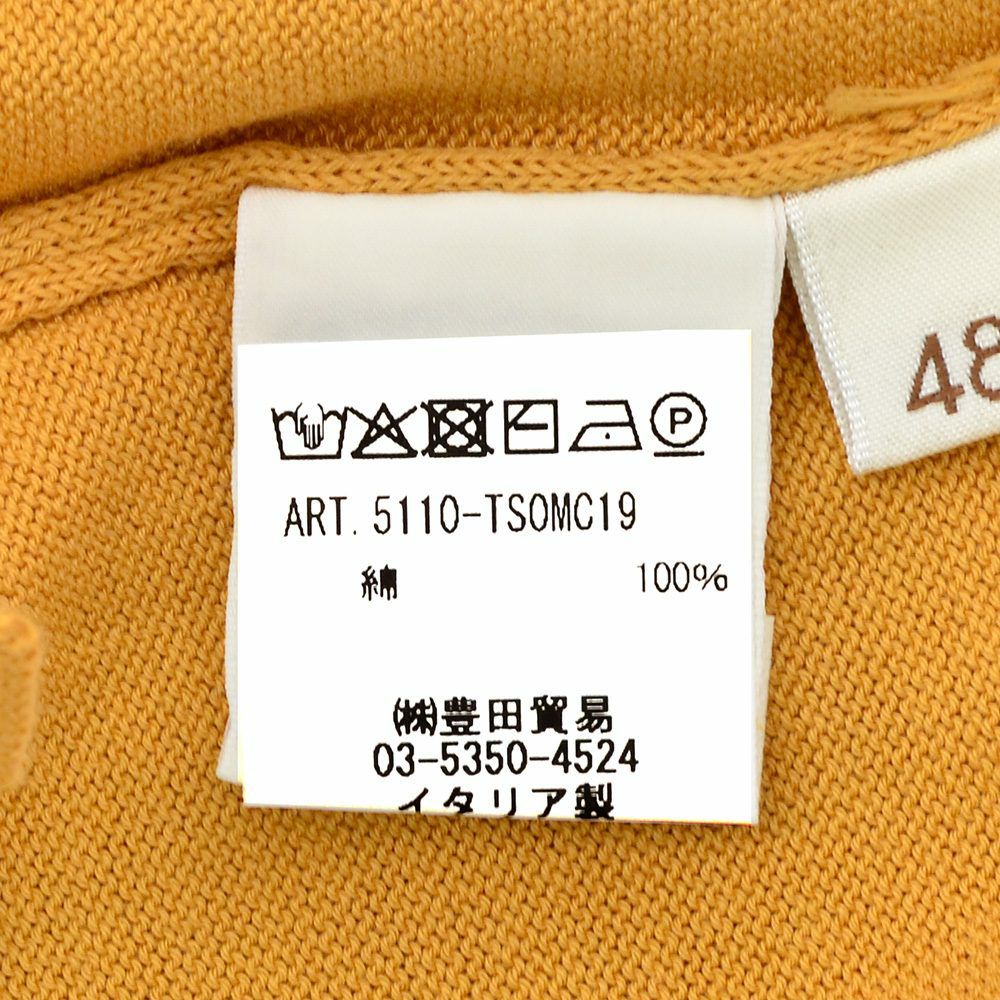 P
ART. 5110-TSOMC19
綿 100%
㈱豊田貿易
03-5350-4524
イタリア製
48